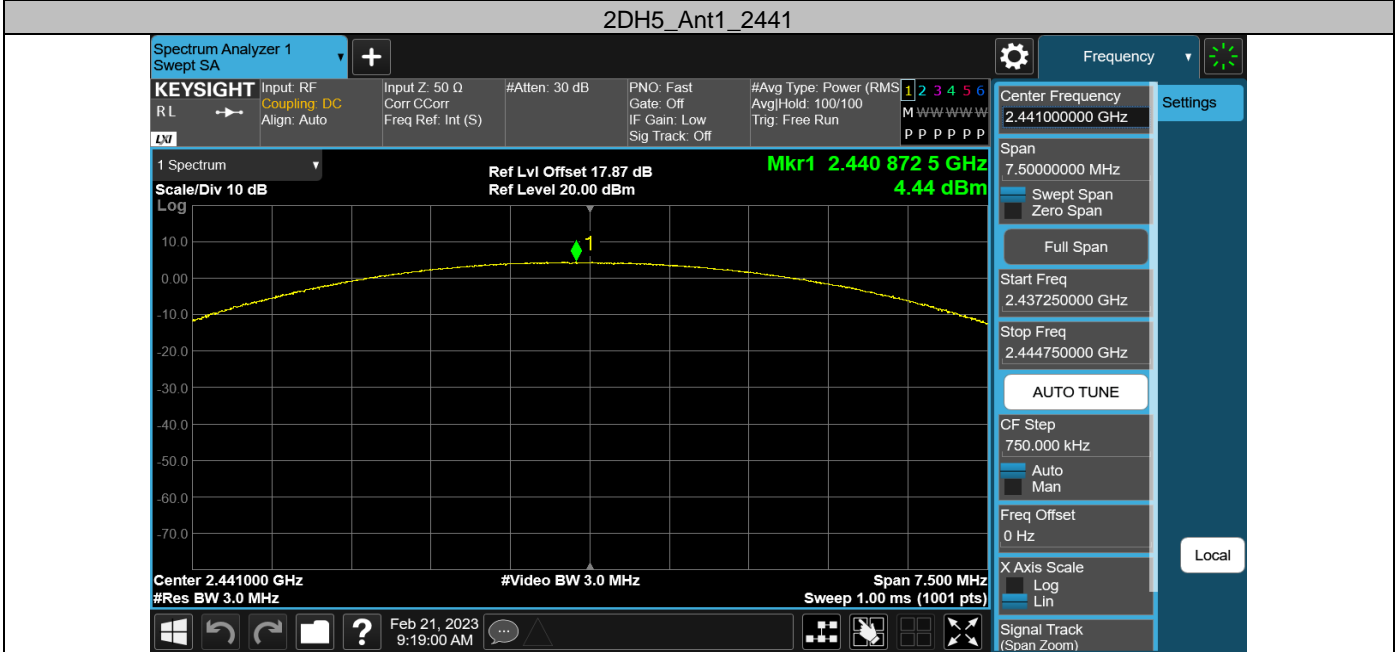 2DH5_Ant1_2441
Spectrum Analyzer 1
Swept SA
+
Frequency
KEYSIGHT
R L
LXI
Input: RF
Coupling: DC
Align: Auto
Input Z: 50 Ω
Corr CCorr
Freq Ref: Int (S)
#Atten: 30 dB
PNO: Fast
Gate: Off
IF Gain: Low
Sig Track: Off
#Avg Type: Power (RMS
Avg|Hold: 100/100
Trig: Free Run
1 2 3 4 5 6
M W W W W W
P P P P P P
1 Spectrum
Scale/Div 10 dB
Log
Ref Lvl Offset 17.87 dB
Ref Level 20.00 dBm
Mkr1 2.440 872 5 GHz
4.44 dBm
1
10.0
0.00
-10.0
-20.0
-30.0
-40.0
-50.0
-60.0
-70.0
Center 2.441000 GHz
#Video BW 3.0 MHz
Span 7.500 MHz
#Res BW 3.0 MHz
Sweep 1.00 ms (1001 pts)
?
Feb 21, 2023
9:19:00 AM
Center Frequency
2.441000000 GHz
Settings
Span
7.50000000 MHz
Swept Span
Zero Span
Full Span
Start Freq
2.437250000 GHz
Stop Freq
2.444750000 GHz
AUTO TUNE
CF Step
750.000 kHz
Auto
Man
Freq Offset
0 Hz
X Axis Scale
Log
Lin
Local
Signal Track
(Span Zoom)